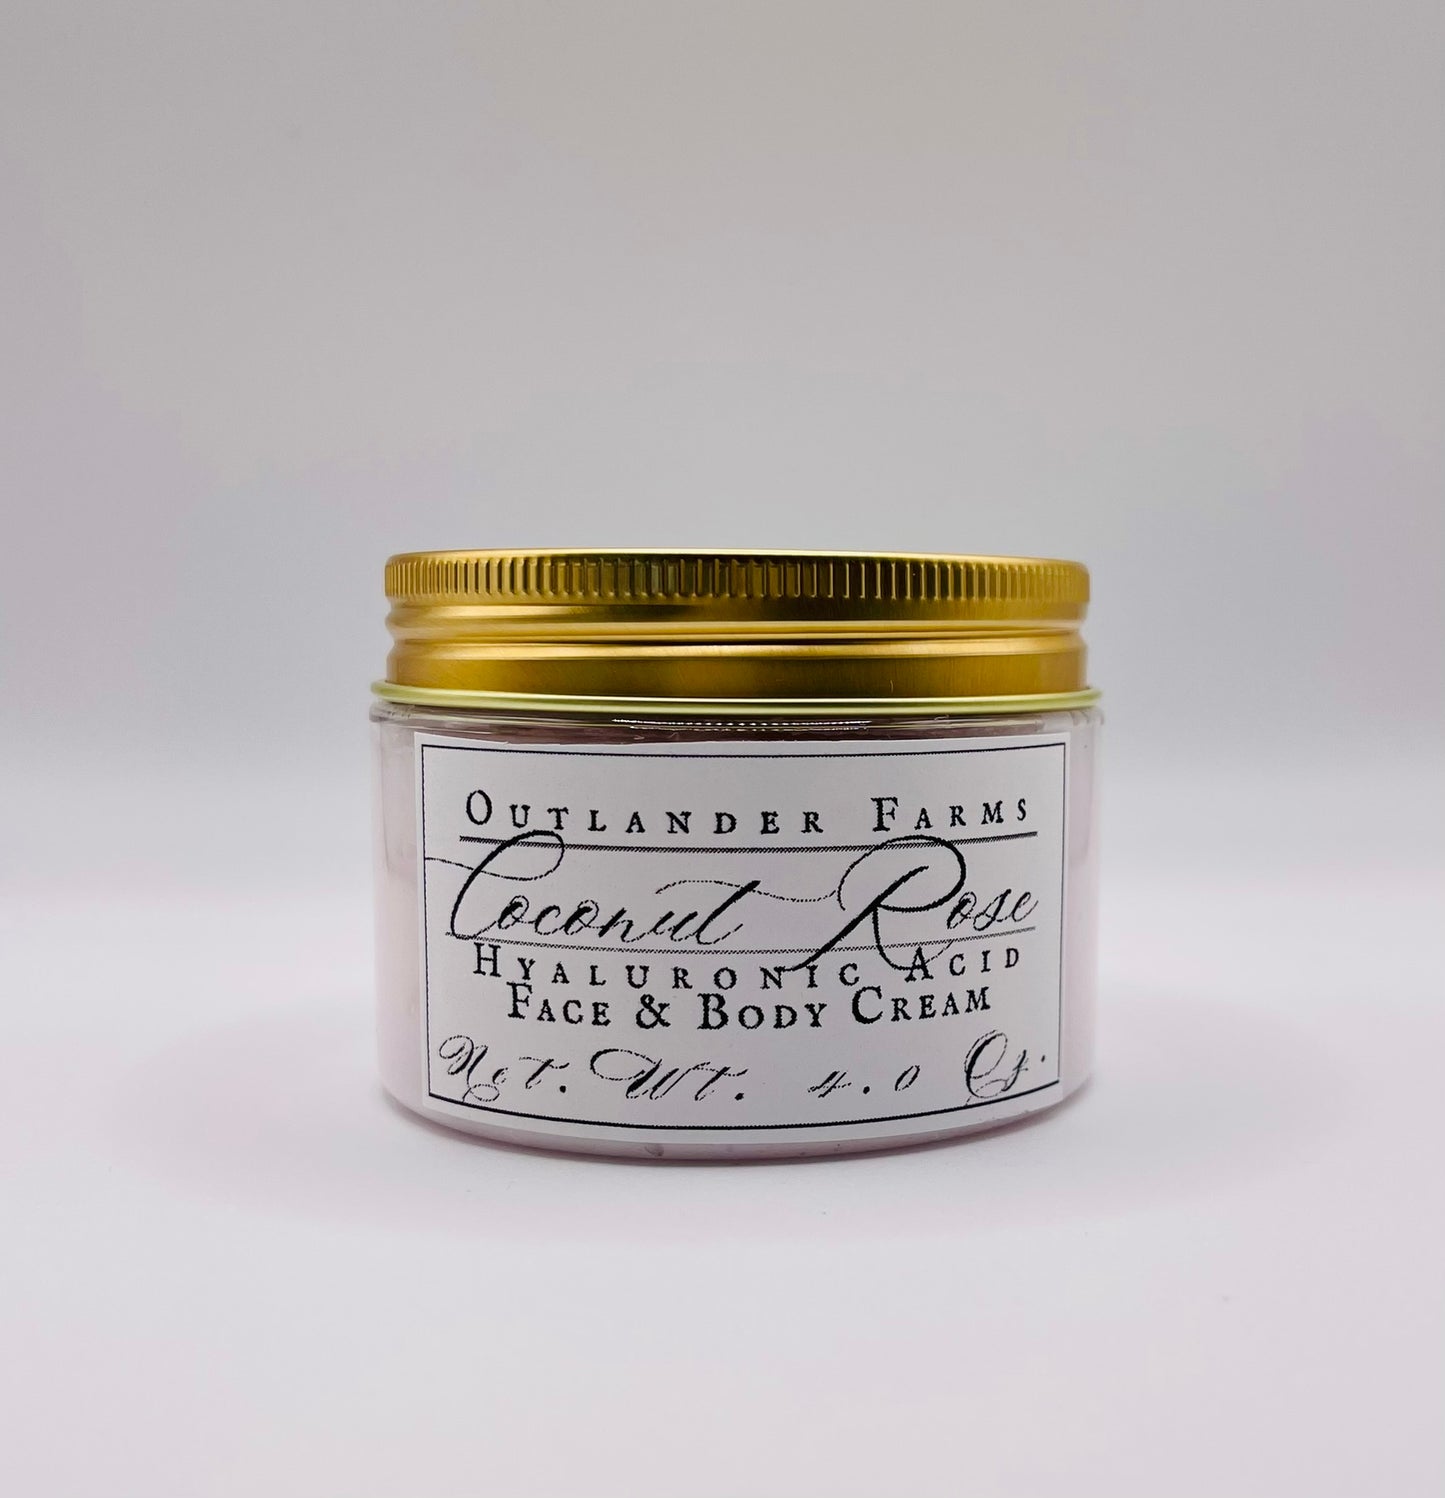 Outlander Farms
Coconut Rose
Hyaluronic Acid
Face & Body Cream
Net. Wt. 4.0 Oz.